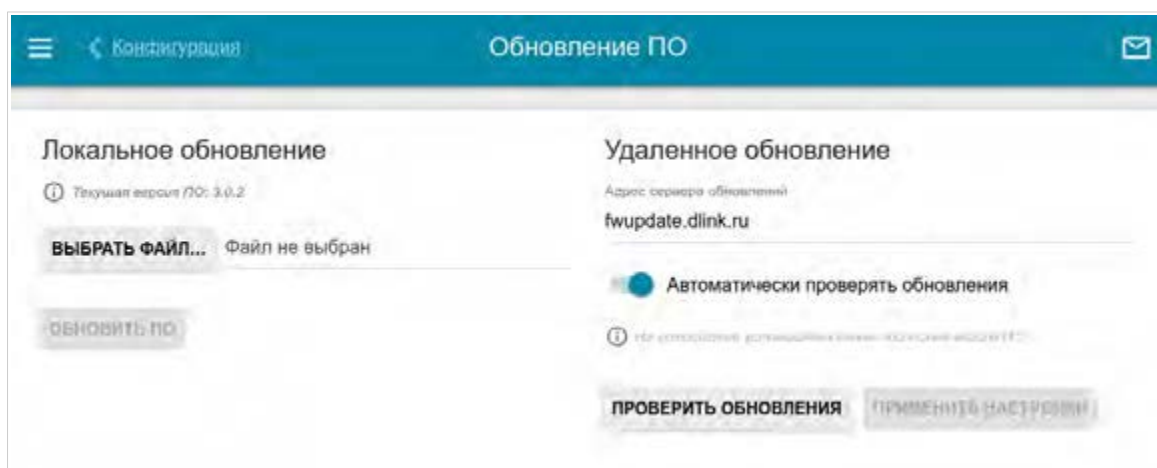 Конфигурация
Обновление ПО
Локальное обновление
Текущая версия ПО: 3.0.2
ВЫБРАТЬ ФАЙЛ... Файл не выбран
ОБНОВИТЬ ПО
Удаленное обновление
Адрес сервера обновлений
fwupdate.dlink.ru
Автоматически проверять обновления
ПРОВЕРИТЬ ОБНОВЛЕНИЯ
ПРИМЕНИТЬ НАСТРОЙКИ